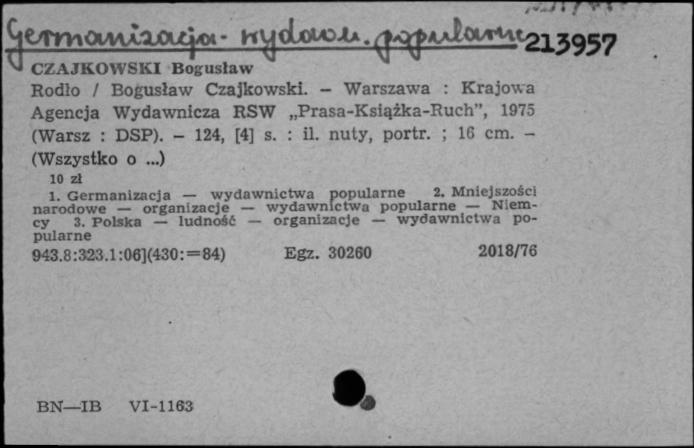 Germanizacja - wydawn. popularne 213957
CZAJKOWSKI Bogusław
Rodło / Bogusław Czajkowski. – Warszawa : Krajowa
Agencja Wydawnicza RSW „Prasa-Książka-Ruch”, 1975
(Warsz : DSP). – 124, [4] s. : il. nuty, portr. ; 16 cm. –
(Wszystko o ...)
10 zł
1. Germanizacja — wydawnictwa popularne 2. Mniejszości
narodowe — organizacje — wydawnictwa popularne — Niem-
cy 3. Polska — ludność — organizacje — wydawnictwa po-
pularne
943.8:323.1:06](430:=84) Egz. 30260 2018/76
BN—IB VI-1163